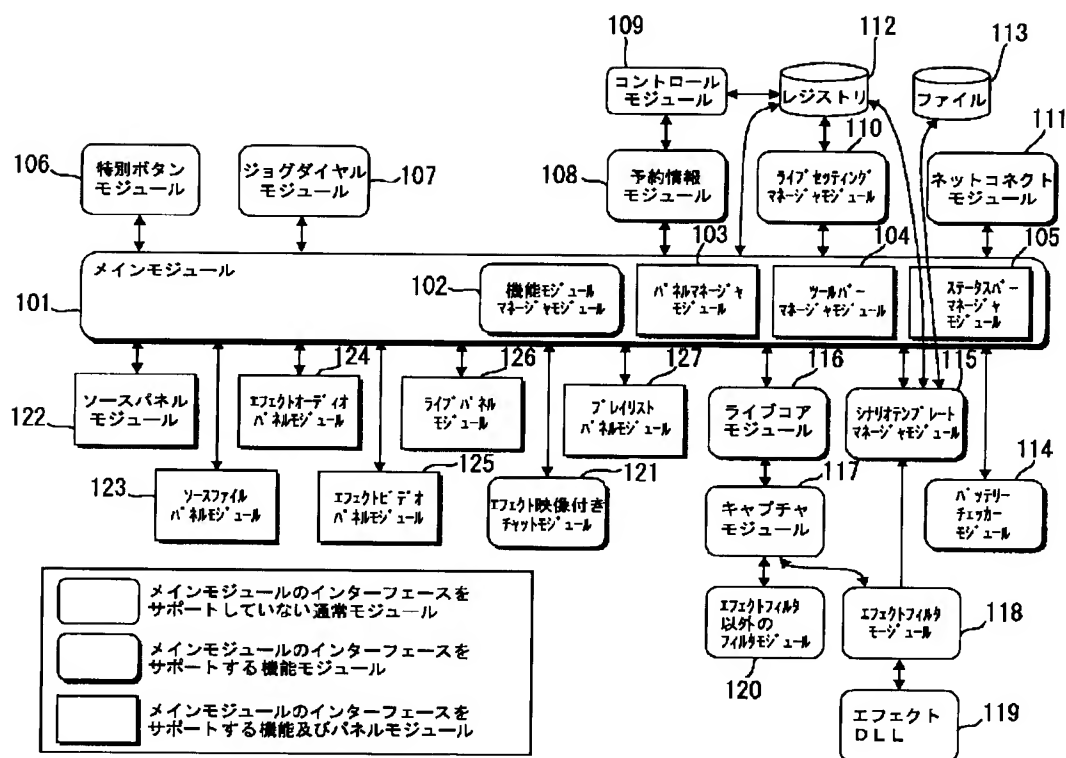 109
コントロール
モジュール
112
レジストリ
113
ファイル
106
特別ボタン
モジュール
ジョグダイヤル
モジュール
107
108
予約情報
モジュール
110
ライブセッティング
マネージャモジュール
111
ネットコネクト
モジュール
101
メインモジュール
102
機能モジュール
マネージャモジュール
103
パネルマネージャ
モジュール
104
ツールバー
マネージャモジュール
105
ステータスバー
マネージャ
モジュール
122
ソースパネル
モジュール
124
エフェクトオーディオ
パネルモジュール
126
ライブパネル
モジュール
127
プレイリスト
パネルモジュール
116
ライブコア
モジュール
115
シナリオテンプレート
マネージャモジュール
123
ソースファイル
パネルモジュール
125
エフェクトビデオ
パネルモジュール
121
エフェクト映像付き
チャットモジュール
117
キャプチャ
モジュール
114
バッテリー
チェッカー
モジュール
エフェクトフィルタ
以外の
フィルタモジュール
120
エフェクトフィルタ
モージュール
118
エフェクト
DLL
119
メインモジュールのインターフェースを
サポートしていない通常モジュール
メインモジュールのインターフェースを
サポートする機能モジュール
メインモジュールのインターフェースを
サポートする機能及びパネルモジュール